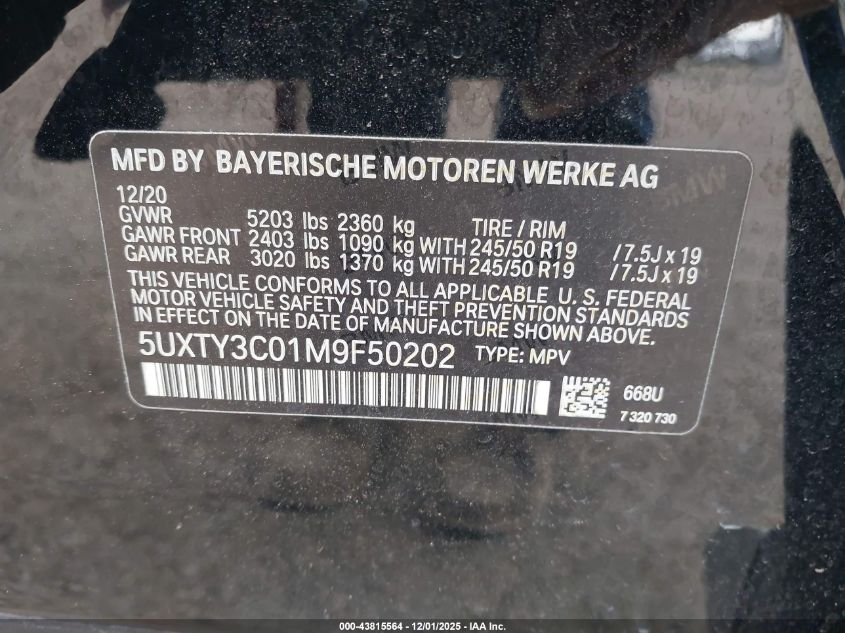 MFD BY BAYERISCHE MOTOREN WERKE AG
12/20
GVWR 5203 lbs 2360 kg TIRE / RIM
GAWR FRONT 2403 lbs 1090 kg WITH 245/50 R19 / 7.5J x 19
GAWR REAR 3020 lbs 1370 kg WITH 245/50 R19 / 7.5J x 19
THIS VEHICLE CONFORMS TO ALL APPLICABLE U. S. FEDERAL
MOTOR VEHICLE SAFETY AND THEFT PREVENTION STANDARDS
IN EFFECT ON THE DATE OF MANUFACTURE SHOWN ABOVE.
5UXTY3C01M9F50202 TYPE: MPV
668U
7 320 730
000-43815564 / 12/01/2025 - IAA Inc.